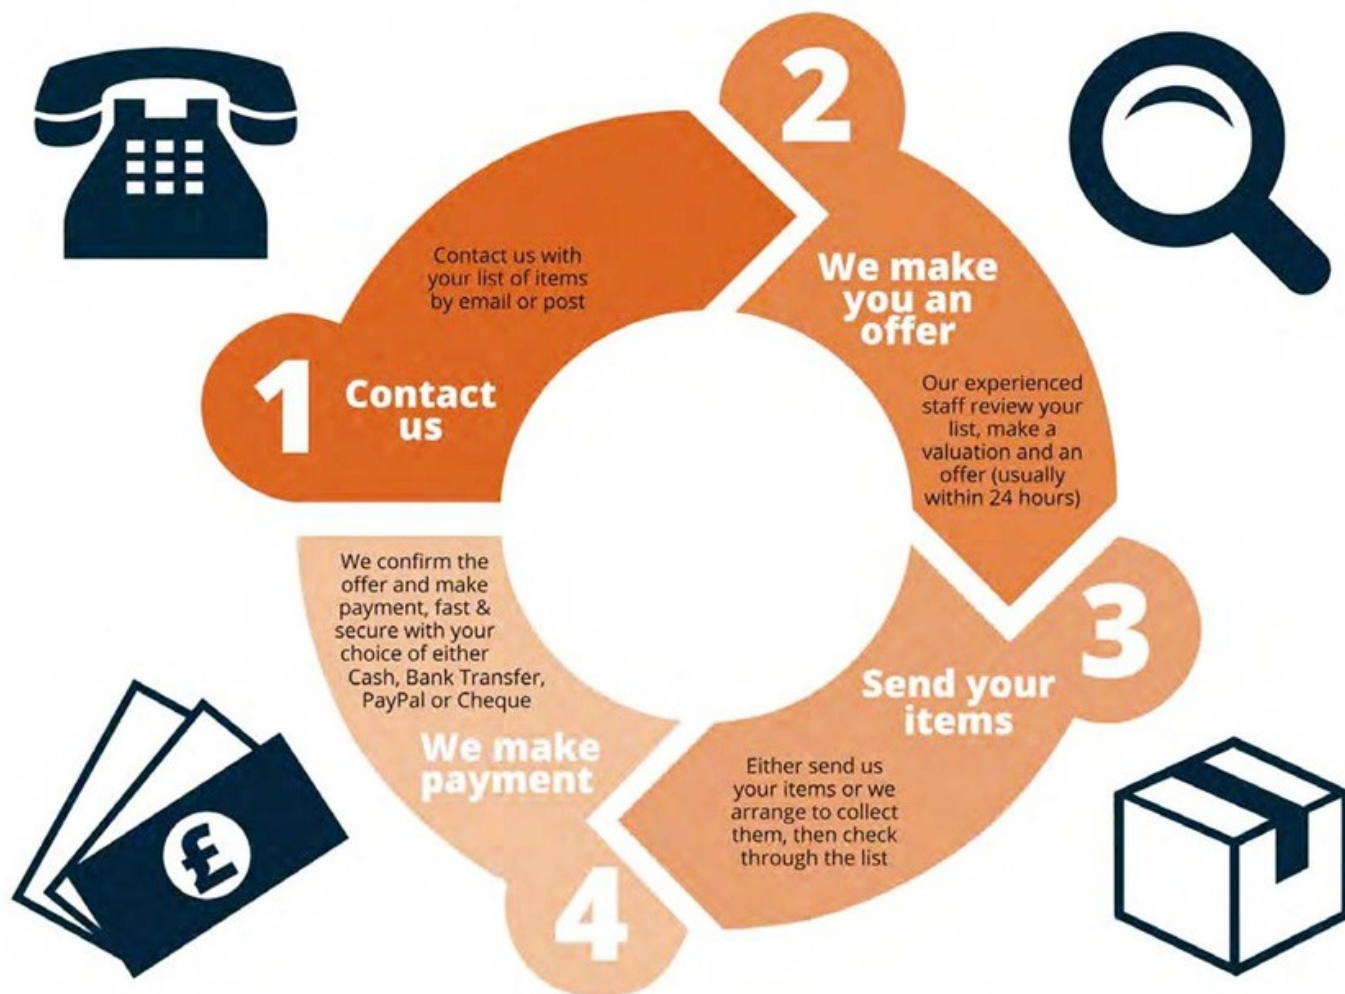 1
Contact
us
Contact us with
your list of items
by email or post
2
We make
you an
offer
Our experienced
staff review your
list, make a
valuation and an
offer (usually
within 24 hours)
3
Send your
items
Either send us
your items or we
arrange to collect
them, then check
through the list
4
We make
payment
We confirm the
offer and make
payment, fast &
secure with your
choice of either
Cash, Bank Transfer,
PayPal or Cheque
£